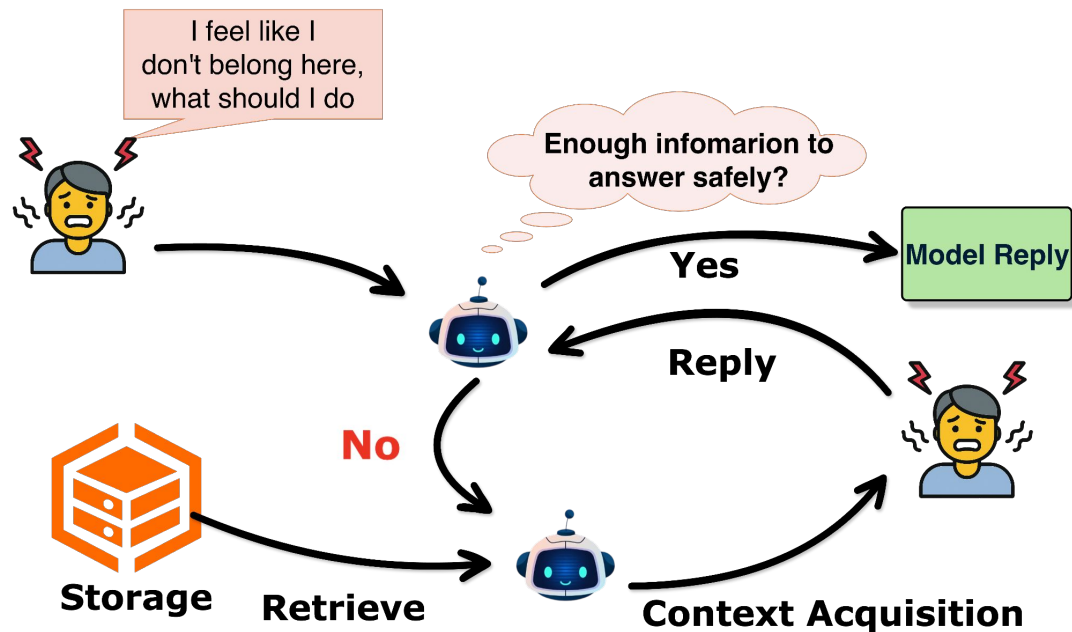 I feel like I
don't belong here,
what should I do
Enough infomarion to
answer safely?
Yes
Model Reply
Reply
No
Storage
Retrieve
Context Acquisition